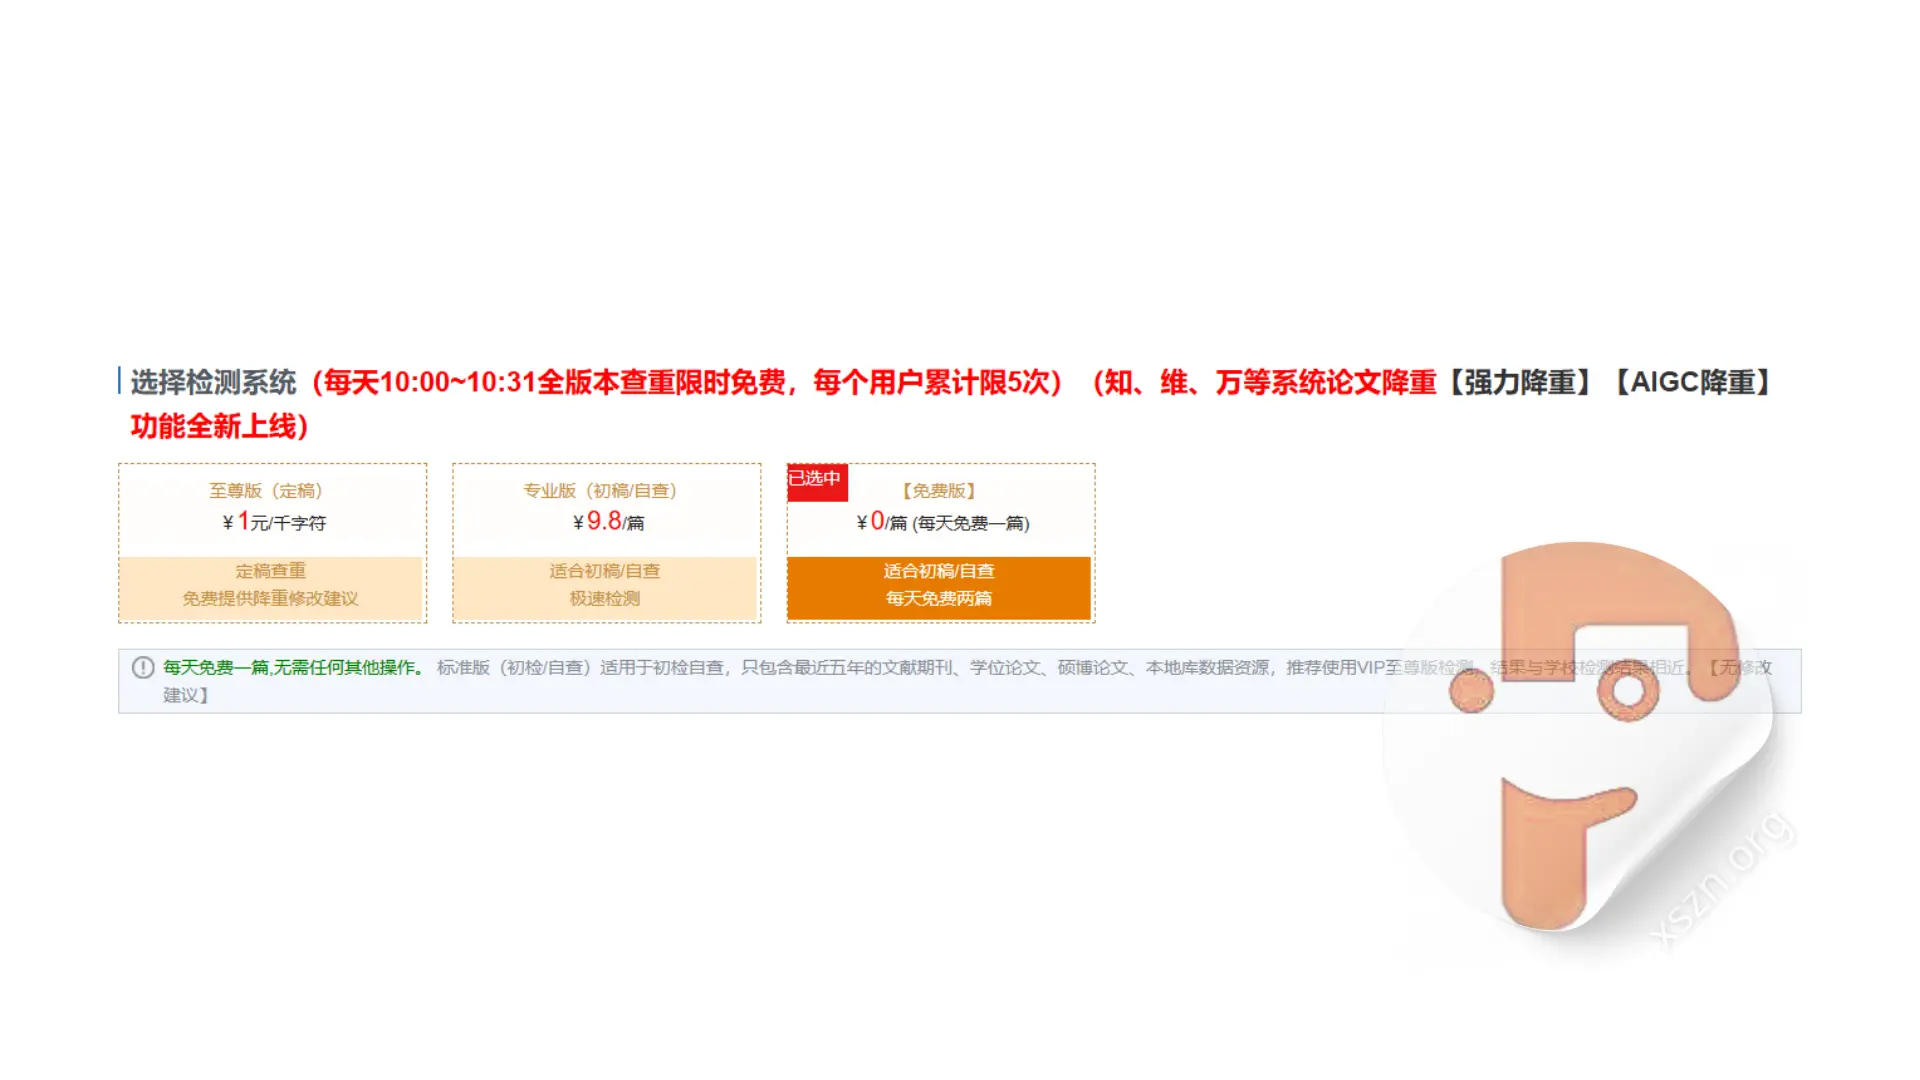 选择检测系统（每天10:00~10:31全版本查重限时免费，每个用户累计限5次）（知、维、万等系统论文降重【强力降重】【AIGC降重】
功能全新上线）
至尊版（定稿）
￥1元/千字符
定稿查重
免费提供降重修改建议
专业版（初稿/自查）
￥9.8/篇
适合初稿/自查
极速检测
已选中
【免费版】
￥0/篇 (每天免费一篇)
适合初稿/自查
每天免费两篇
每天免费一篇,无需任何其他操作。 标准版（初检/自查）适用于初检自查，只包含最近五年的文献期刊、学位论文、硕博论文、本地库数据资源，推荐使用VIP至尊版检测，结果与学校检测结果相近。【无修改
建议】
xszn.org